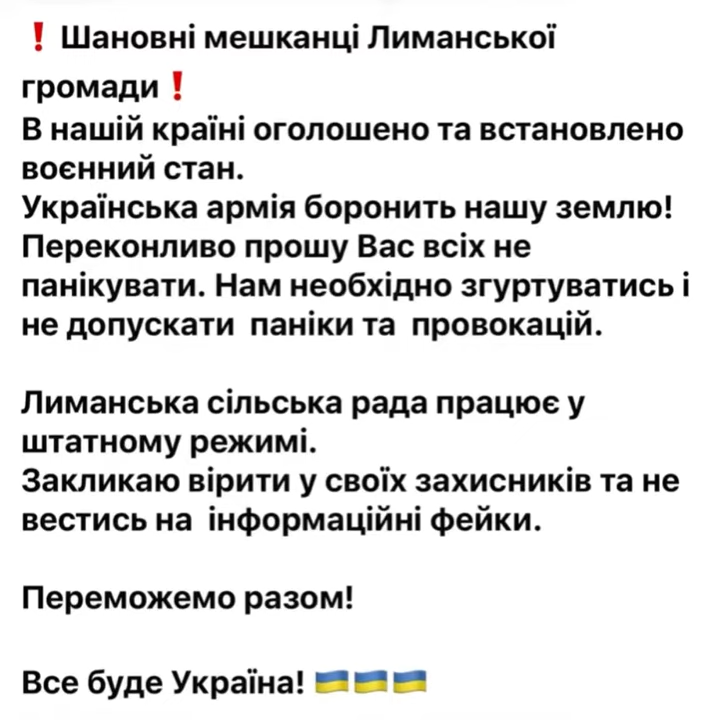 ❗ Шановні мешканці Лиманської
громади❗
В нашій країні оголошено та встановлено
воєнний стан.
Українська армія боронить нашу землю!
Переконливо прошу Вас всіх не
панікувати. Нам необхідно згуртуватись і
не допускати паніки та провокацій.
Лиманська сільська рада працює у
штатному режимі.
Закликаю вірити у своїх захисників та не
вестись на інформаційні фейки.
Переможемо разом!
Все буде Україна! 🇺🇦🇺🇦🇺🇦